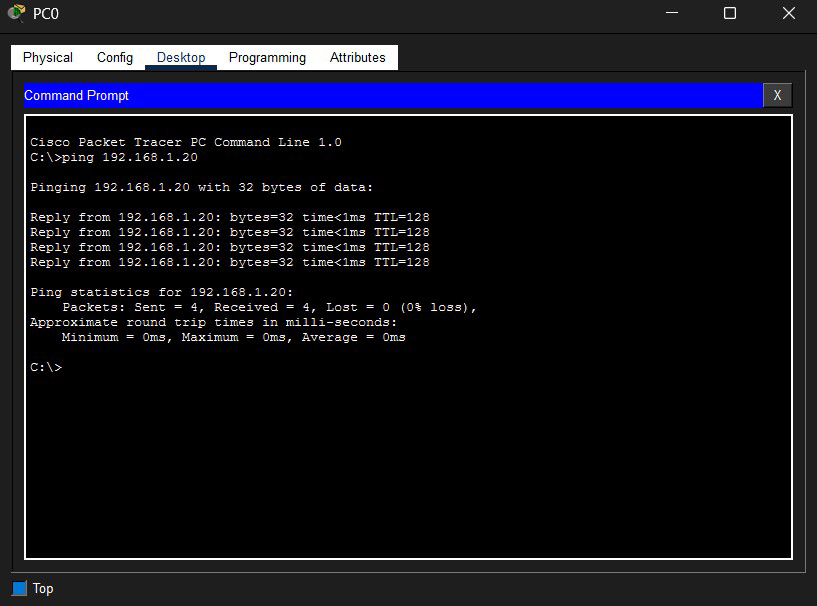 PC0
Physical Config Desktop Programming Attributes
Command Prompt X
Cisco Packet Tracer PC Command Line 1.0
C:\>ping 192.168.1.20
Pinging 192.168.1.20 with 32 bytes of data:
Reply from 192.168.1.20: bytes=32 time<1ms TTL=128
Reply from 192.168.1.20: bytes=32 time<1ms TTL=128
Reply from 192.168.1.20: bytes=32 time<1ms TTL=128
Reply from 192.168.1.20: bytes=32 time<1ms TTL=128
Ping statistics for 192.168.1.20:
    Packets: Sent = 4, Received = 4, Lost = 0 (0% loss),
Approximate round trip times in milli-seconds:
    Minimum = 0ms, Maximum = 0ms, Average = 0ms
C:\>
Top